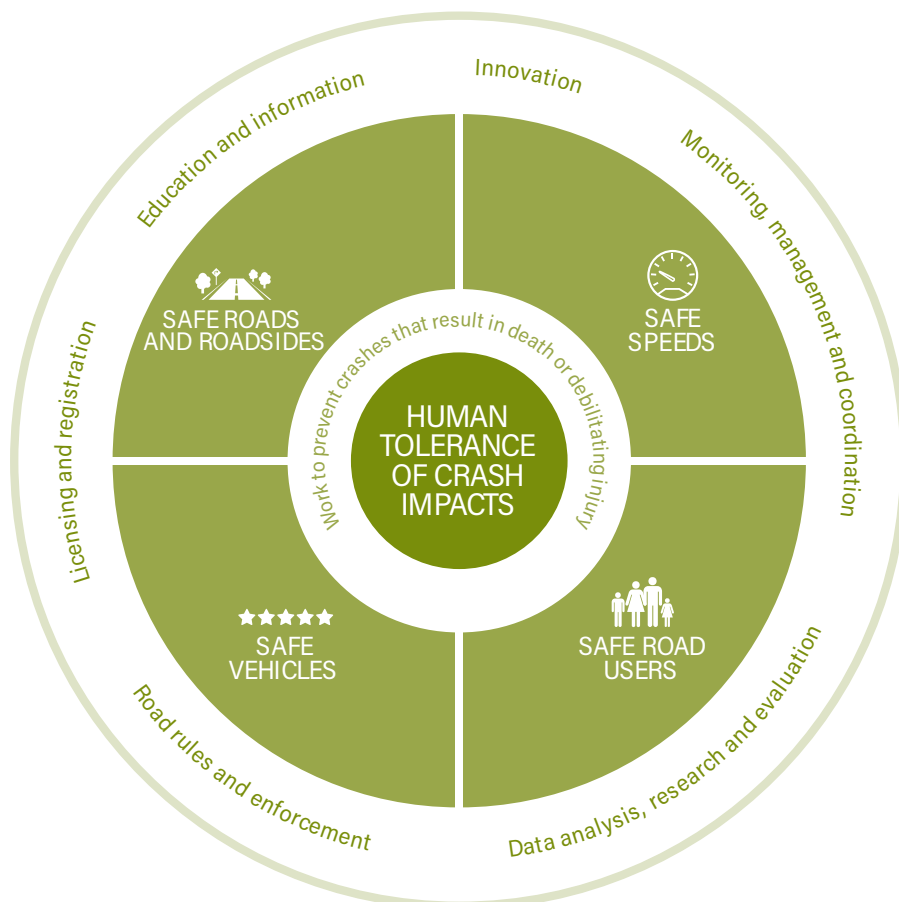 Innovation
Education and information
Monitoring, management and coordination
Licensing and registration
SAFE ROADS
AND ROADSIDES
SAFE
SPEEDS
Work to prevent crashes that result in death or debilitating injury
HUMAN
TOLERANCE
OF CRASH
IMPACTS
SAFE
VEHICLES
SAFE ROAD
USERS
Road rules and enforcement
Data analysis, research and evaluation